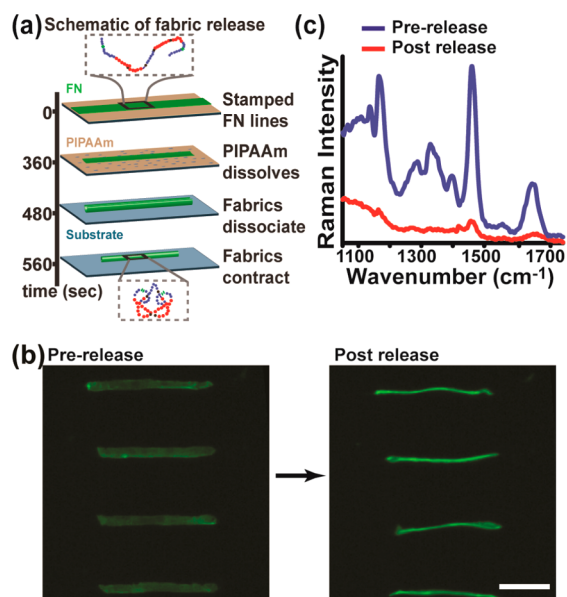 (a) Schematic of fabric release
FN
0
Stamped
FN lines
PIPAAm
360
PIPAAm
dissolves
480
Fabrics
dissociate
Substrate
560
Fabrics
contract
time (sec)
(c)
Pre-release
Post release
Raman Intensity
1050 1300 1500 1700
Wavenumber (cm⁻¹)
(b) Pre-release
Post release